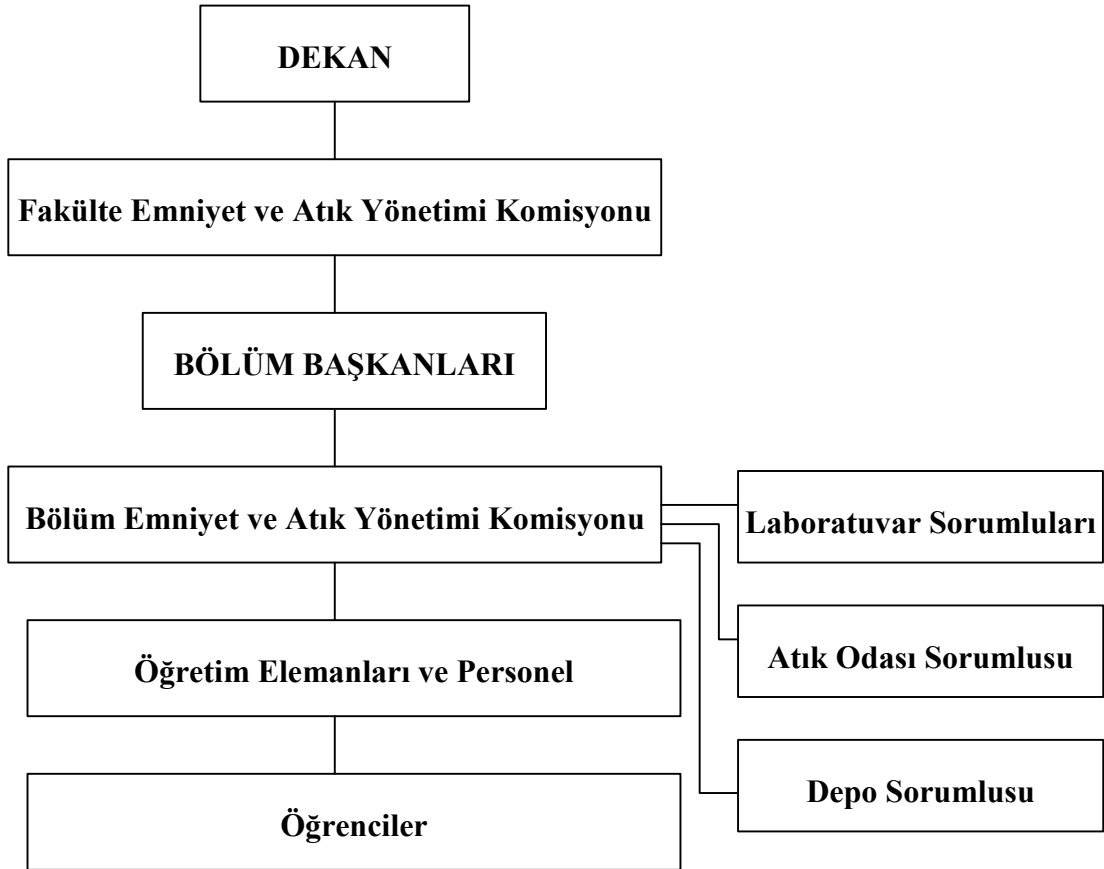 DEKAN
Fakülte Emniyet ve Atık Yönetimi Komisyonu
BÖLÜM BAŞKANLARI
Bölüm Emniyet ve Atık Yönetimi Komisyonu
Laboratuvar Sorumluları
Atık Odası Sorumlusu
Depo Sorumlusu
Öğretim Elemanları ve Personel
Öğrenciler